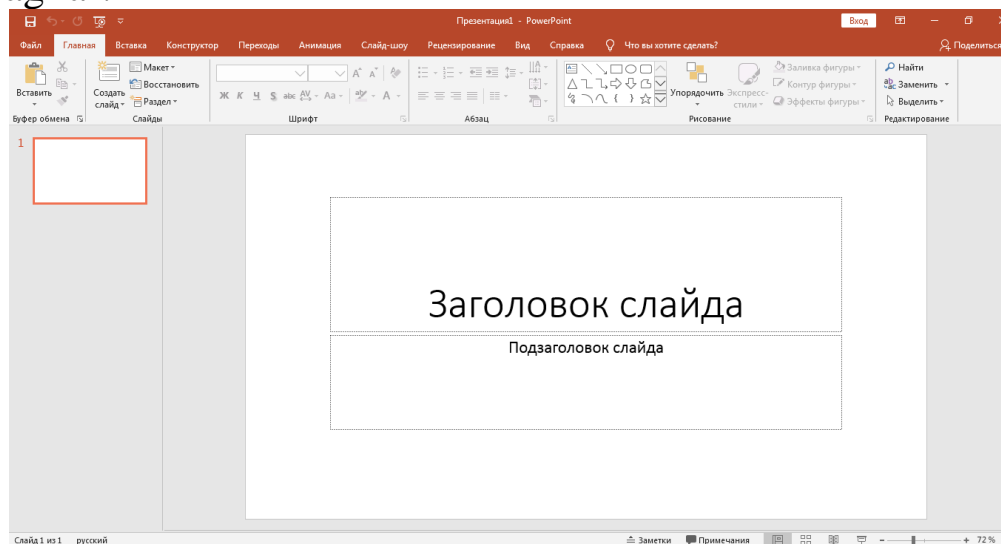 Презентация1 - PowerPoint
Вход
Файл Главная Вставка Конструктор Переходы Анимация Слайд-шоу Рецензирование Вид Справка Что вы хотите сделать? Поделиться
Вставить
Буфер обмена
Создать слайд
Макет
Восстановить
Раздел
Слайды
Ж К Ч S abc AV Aa A A
Шрифт
Абзац
Упорядочить
Экспресс-стили
Заливка фигуры
Контур фигуры
Эффекты фигуры
Рисование
Найти
Заменить
Выделить
Редактирование
1
Заголовок слайда
Подзаголовок слайда
Слайд 1 из 1 русский
Заметки Примечания 72 %